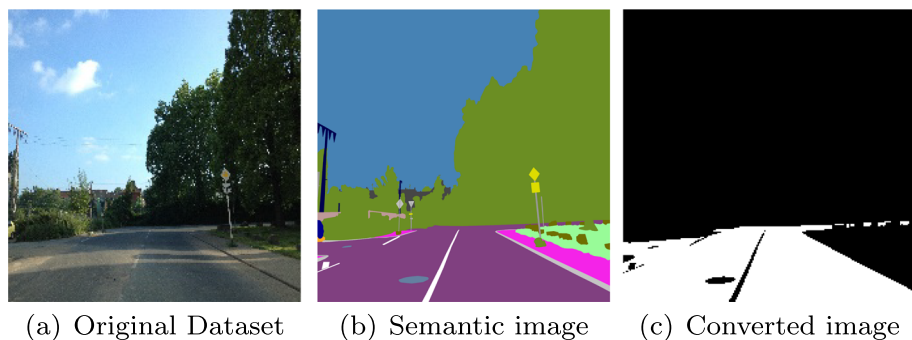 (a) Original Dataset
(b) Semantic image
(c) Converted image